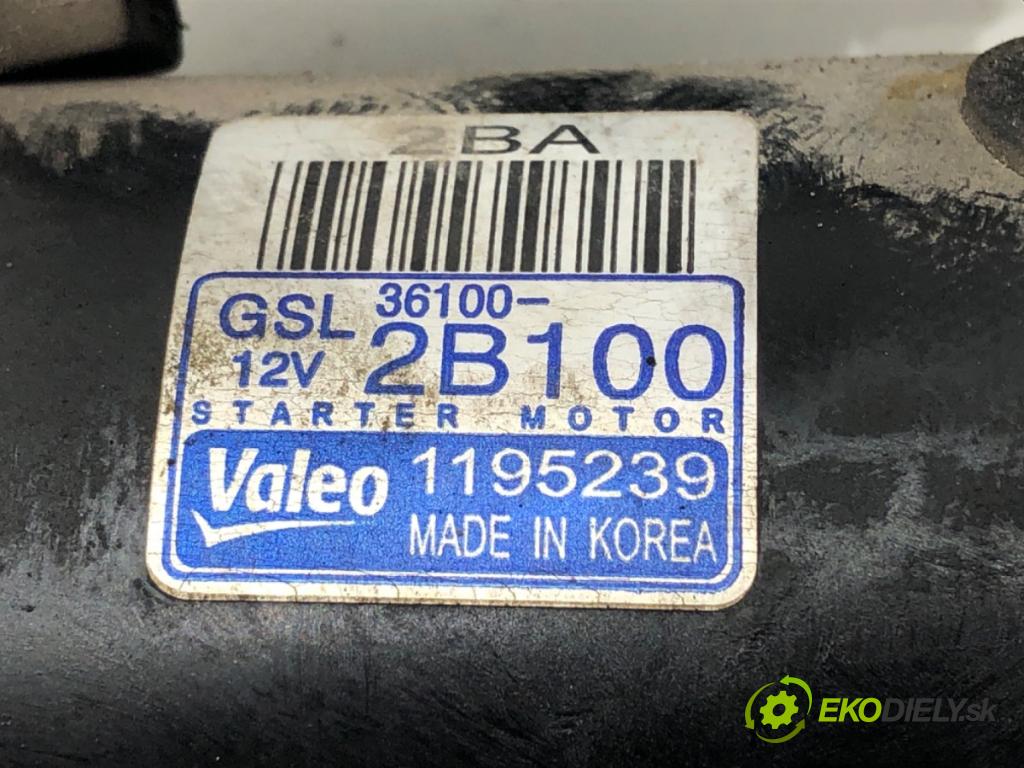 2BA
GSL 36100-
12V 2B100
STARTER MOTOR
Valeo 1195239
MADE IN KOREA
EKODIELY.sk